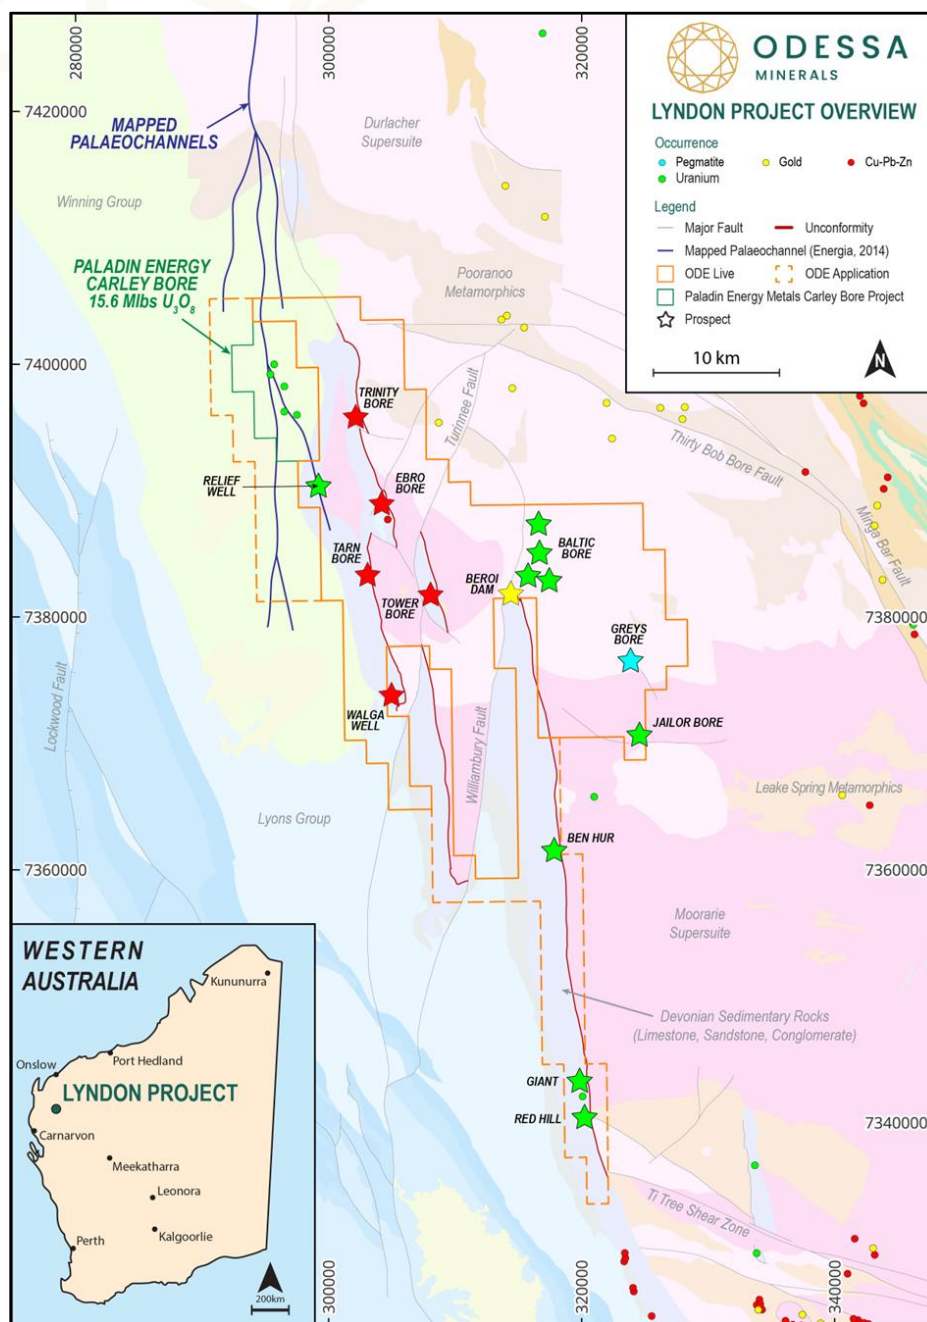 280000
300000
320000
ODESSA
MINERALS
LYNDON PROJECT OVERVIEW
Occurrence
Pegmatite
Gold
Cu-Pb-Zn
Uranium
Legend
Major Fault
Unconformity
Mapped Palaeochannel (Energia, 2014)
ODE Live
ODE Application
Paladin Energy Metals Carley Bore Project
Prospect
10 km
N
7420000
MAPPED
PALAEOCHANNELS
Durlacher
Supersuite
Winning Group
PALADIN ENERGY
CARLEY BORE
15.6 Mlbs U3O8
Pooranoo
Metamorphics
7400000
TRINITY
BORE
Turinnee Fault
Thirty Bob Bore Fault
RELIEF
WELL
EBRO
BORE
Minga Bar Fault
TARN
BORE
BALTIC
BORE
BEROI
DAM
TOWER
BORE
7380000
7380000
GREYS
BORE
Lockwood Fault
WALGA
WELL
JAILOR BORE
Williambury Fault
Leake Spring Metamorphics
Lyons Group
BEN HUR
7360000
7360000
Moorarie
Supersuite
Devonian Sedimentary Rocks
(Limestone, Sandstone, Conglomerate)
GIANT
RED HILL
7340000
Ti Tree Shear Zone
WESTERN
AUSTRALIA
Kununurra
Port Hedland
Onslow
LYNDON PROJECT
Carnarvon
Meekatharra
Leonora
Kalgoorlie
Perth
200km
300000
320000
340000